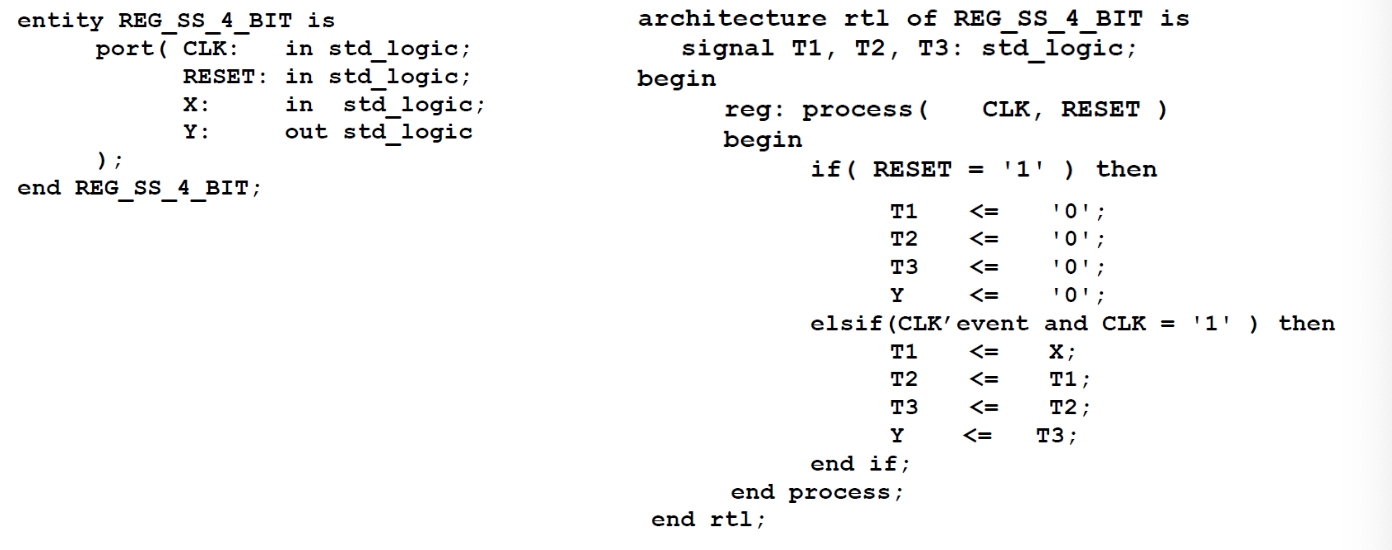 entity REG_SS_4_BIT is
port( CLK: in std_logic;
RESET: in std_logic;
X: in std_logic;
Y: out std_logic
);
end REG_SS_4_BIT;
architecture rtl of REG_SS_4_BIT is
signal T1, T2, T3: std_logic;
begin
reg: process( CLK, RESET )
begin
if( RESET = '1' ) then
T1 <= '0';
T2 <= '0';
T3 <= '0';
Y <= '0';
elsif(CLK’event and CLK = '1' ) then
T1 <= X;
T2 <= T1;
T3 <= T2;
Y <= T3;
end if;
end process;
end rtl;